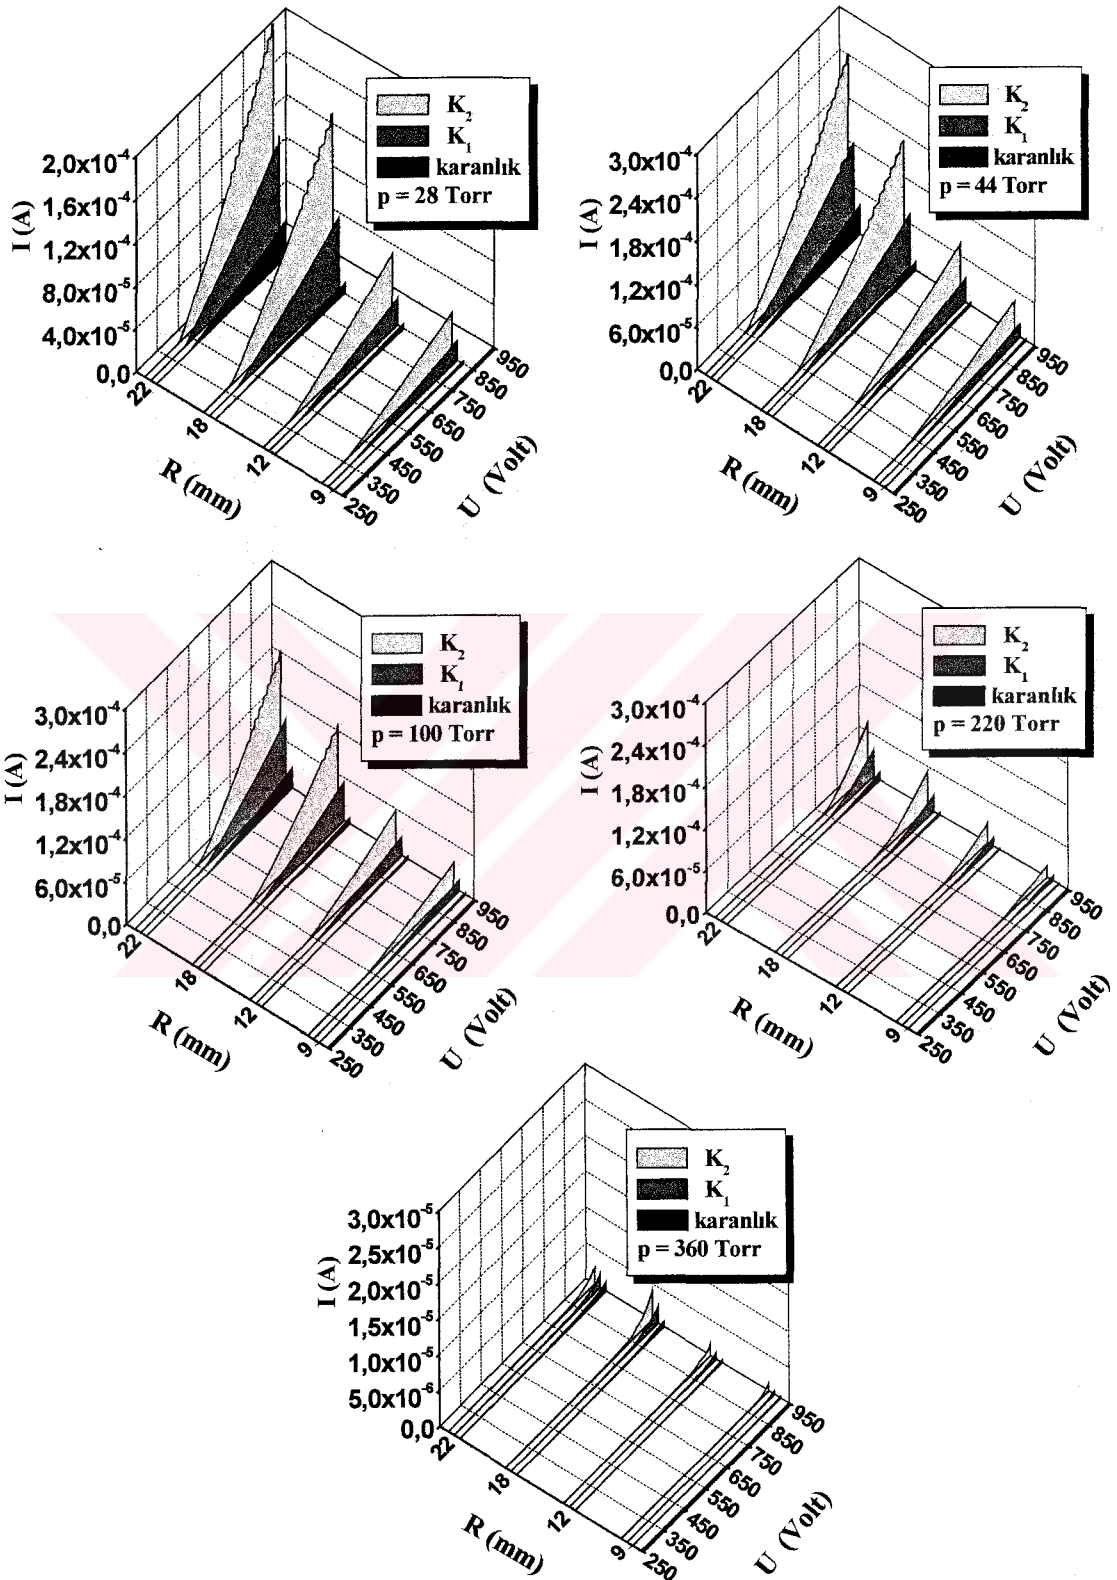 K₂
K₁
karanlık
p = 28 Torr
I (A)
2,0x10⁻⁴
1,6x10⁻⁴
1,2x10⁻⁴
8,0x10⁻⁵
4,0x10⁻⁵
0,0
22
18
12
9
R (mm)
250
350
450
550
650
750
850
950
U (Volt)
K₂
K₁
karanlık
p = 44 Torr
I (A)
3,0x10⁻⁴
2,4x10⁻⁴
1,8x10⁻⁴
1,2x10⁻⁴
6,0x10⁻⁵
0,0
22
18
12
9
R (mm)
250
350
450
550
650
750
850
950
U (Volt)
K₂
K₁
karanlık
p = 100 Torr
I (A)
3,0x10⁻⁴
2,4x10⁻⁴
1,8x10⁻⁴
1,2x10⁻⁴
6,0x10⁻⁵
0,0
22
18
12
9
R (mm)
250
350
450
550
650
750
850
950
U (Volt)
K₂
K₁
karanlık
p = 220 Torr
I (A)
3,0x10⁻⁴
2,4x10⁻⁴
1,8x10⁻⁴
1,2x10⁻⁴
6,0x10⁻⁵
0,0
22
18
12
9
R (mm)
250
350
450
550
650
750
850
950
U (Volt)
K₂
K₁
karanlık
p = 360 Torr
I (A)
3,0x10⁻⁵
2,5x10⁻⁵
2,0x10⁻⁵
1,5x10⁻⁵
1,0x10⁻⁵
5,0x10⁻⁶
0,0
22
18
12
9
R (mm)
250
350
450
550
650
750
850
950
U (Volt)